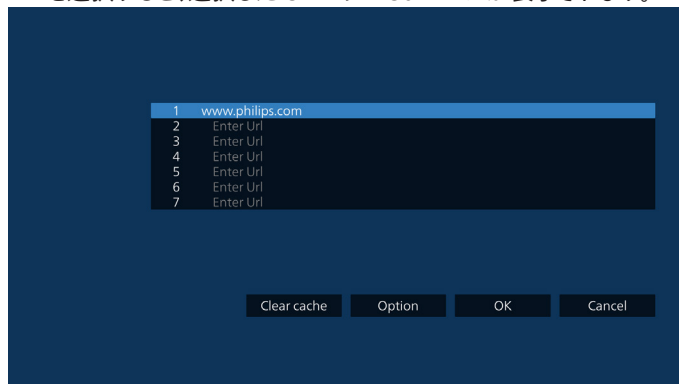 1 www.philips.com
2 Enter Url
3 Enter Url
4 Enter Url
5 Enter Url
6 Enter Url
7 Enter Url
Clear cache Option OK Cancel